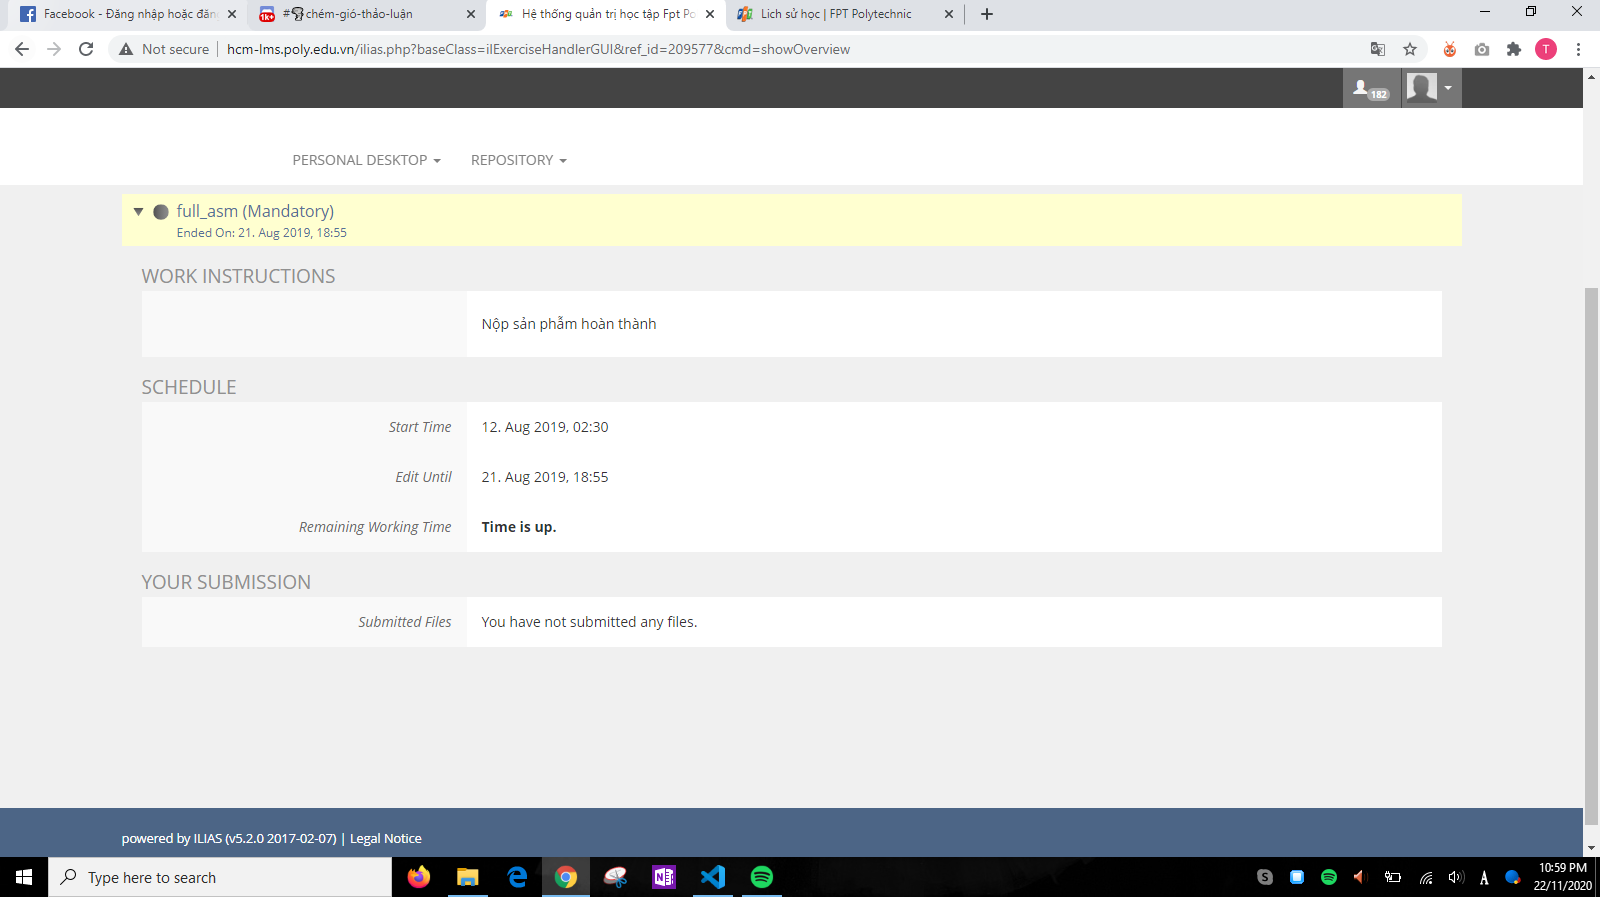 Facebook - Đăng nhập hoặc đăn
1k+
#chém-gió-thảo-luận
Hệ thống quản trị học tập Fpt Po
Lich sử học | FPT Polytechnic
Not secure
hcm-lms.poly.edu.vn/ilias.php?baseClass=ilExerciseHandlerGUI&ref_id=209577&cmd=showOverview
T
182
PERSONAL DESKTOP
REPOSITORY
full_asm (Mandatory)
Ended On: 21. Aug 2019, 18:55
WORK INSTRUCTIONS
Nộp sản phẫm hoàn thành
SCHEDULE
Start Time
12. Aug 2019, 02:30
Edit Until
21. Aug 2019, 18:55
Remaining Working Time
Time is up.
YOUR SUBMISSION
Submitted Files
You have not submitted any files.
powered by ILIAS (v5.2.0 2017-02-07) | Legal Notice
Type here to search
10:59 PM
22/11/2020